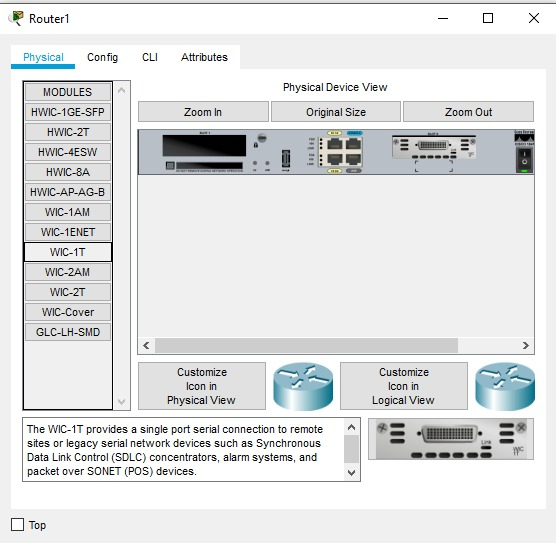 Router1
Physical
Config
CLI
Attributes
MODULES
HWIC-1GE-SFP
HWIC-2T
HWIC-4ESW
HWIC-8A
HWIC-AP-AG-B
WIC-1AM
WIC-1ENET
WIC-1T
WIC-2AM
WIC-2T
WIC-Cover
GLC-LH-SMD
Physical Device View
Zoom In
Original Size
Zoom Out
Customize
Icon in
Physical View
Customize
Icon in
Logical View
The WIC-1T provides a single port serial connection to remote
sites or legacy serial network devices such as Synchronous
Data Link Control (SDLC) concentrators, alarm systems, and
packet over SONET (POS) devices.
Link
WIC
1T
Top